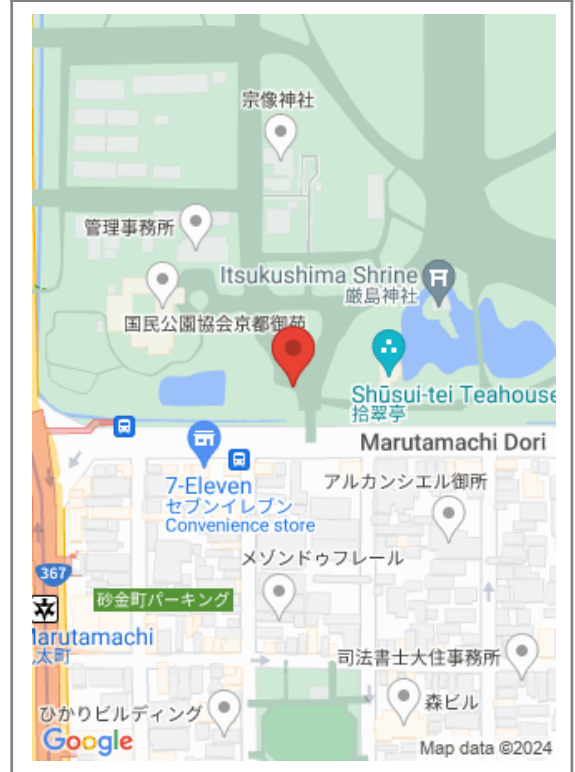 宗像神社
管理事務所
Itsukushima Shrine
厳島神社
国民公園協会京都御苑
Shūsui-tei Teahouse
拾翠亭
Marutamachi Dori
7-Eleven
セブンイレブン
Convenience store
アルカンシエル御所
メゾンドゥフレール
367
砂金町パーキング
Marutamachi
太町
司法書士大住事務所
森ビル
ひかりビルディング
Google
Map data ©2024